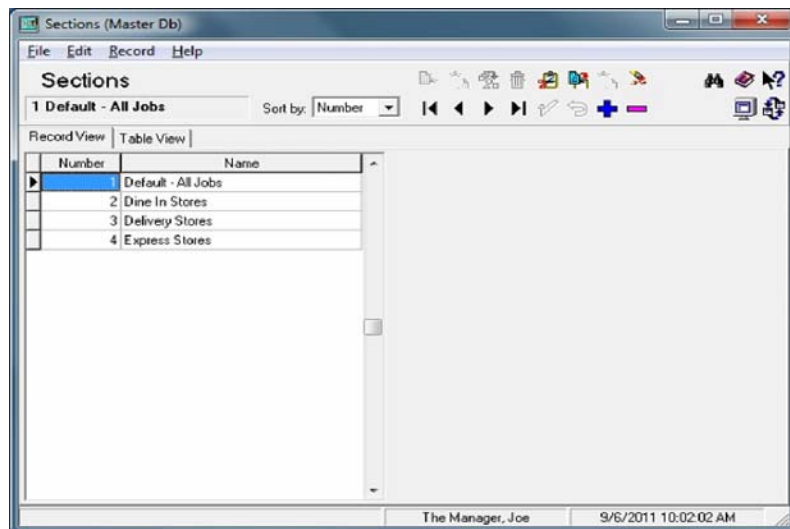 Sections (Master Db)
File Edit Record Help
Sections
1 Default - All Jobs
Sort by: Number
Record View Table View
Number Name
1 Default - All Jobs
2 Dine In Stores
3 Delivery Stores
4 Express Stores
The Manager, Joe 9/6/2011 10:02:02 AM